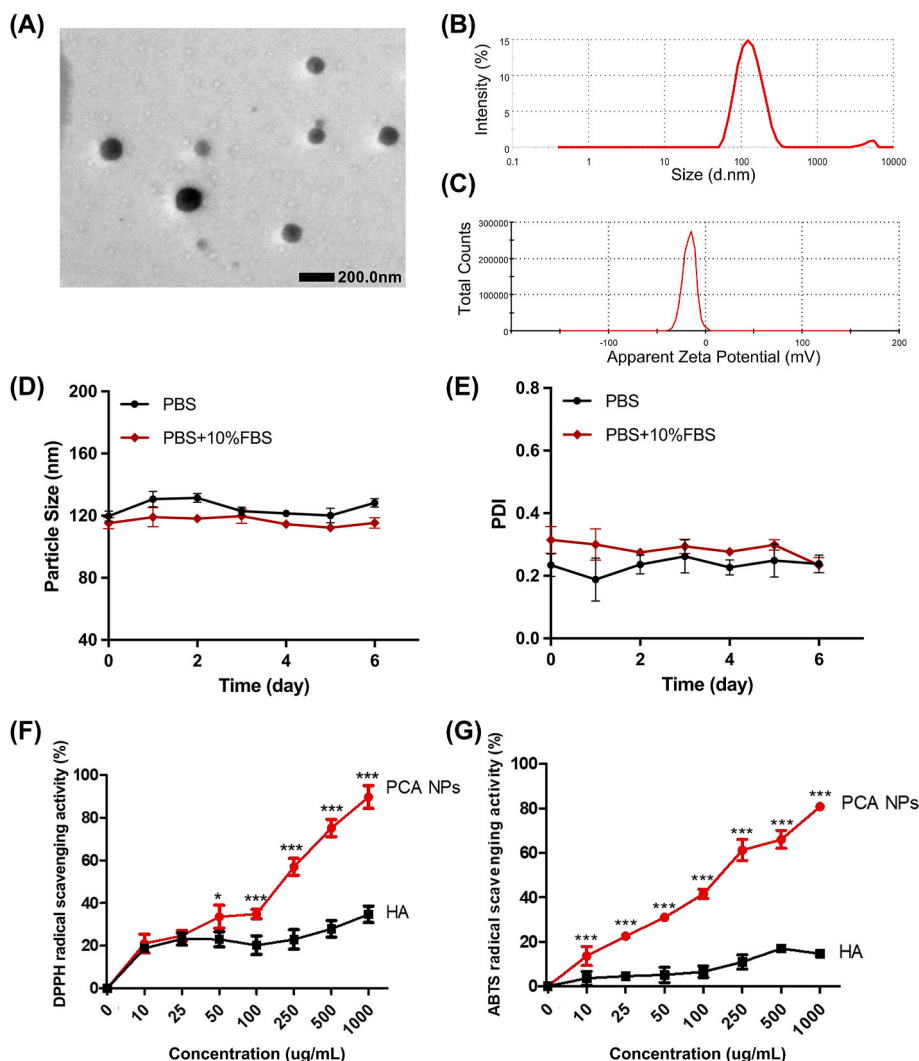 (A)
200.0nm
(B)
Intensity (%)
15
10
5
0
0.1
1
10
100
1000
10000
Size (d.nm)
(C)
Total Counts
300000
200000
100000
0
-100
0
100
200
Apparent Zeta Potential (mV)
(D)
Particle Size (nm)
200
160
120
80
40
PBS
PBS+10%FBS
0
2
4
6
Time (day)
(E)
PDI
0.8
0.6
0.4
0.2
0.0
PBS
PBS+10%FBS
0
2
4
6
Time (day)
(F)
DPPH radical scavenging activity (%)
100
80
60
40
20
0
*
***
***
***
***
PCA NPs
HA
0
10
25
50
100
250
500
1000
Concentration (ug/mL)
(G)
ABTS radical scavenging activity (%)
100
80
60
40
20
0
***
***
***
***
***
***
***
PCA NPs
HA
0
10
25
50
100
250
500
1000
Concentration (ug/mL)